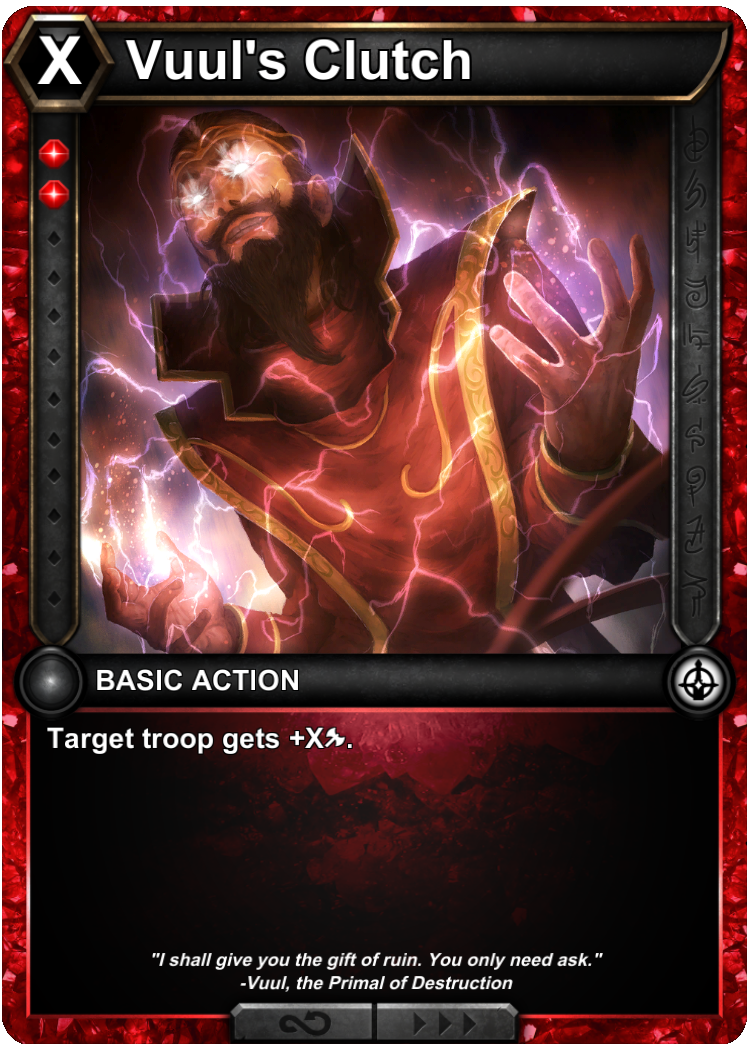 X
Vuul's Clutch
BASIC ACTION
Target troop gets +X.
"I shall give you the gift of ruin. You only need ask."
-Vuul, the Primal of Destruction